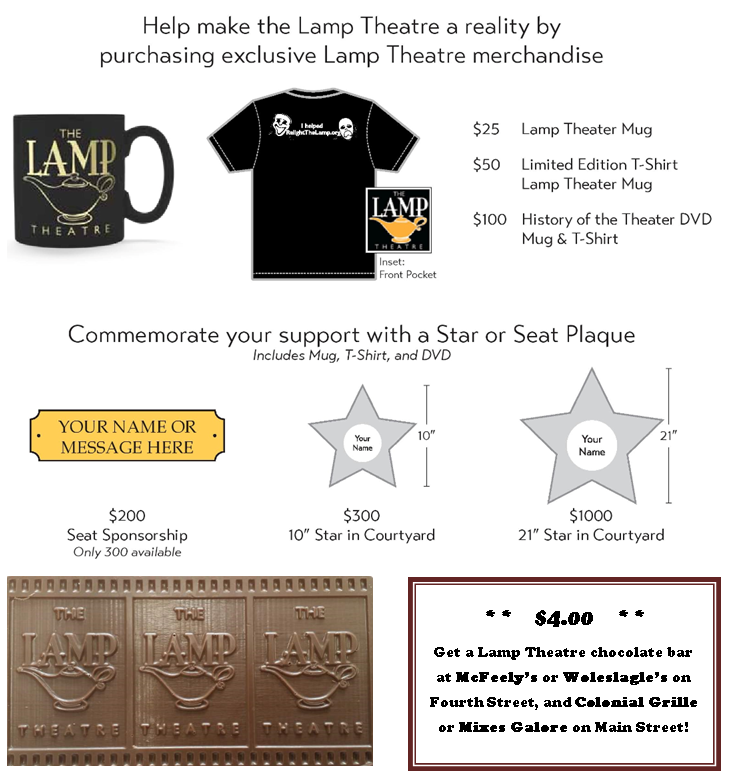 Help make the Lamp Theatre a reality by
purchasing exclusive Lamp Theatre merchandise
THE
LAMP
THEATRE
I helped
RelightTheLamp.org
THE
LAMP
THEATRE
Inset:
Front Pocket
$25 Lamp Theater Mug
$50 Limited Edition T-Shirt
Lamp Theater Mug
$100 History of the Theater DVD
Mug & T-Shirt
Commemorate your support with a Star or Seat Plaque
Includes Mug, T-Shirt, and DVD
YOUR NAME OR
MESSAGE HERE
Your
Name
10"
Your
Name
21"
$200
Seat Sponsorship
Only 300 available
$300
10" Star in Courtyard
$1000
21" Star in Courtyard
THE THE THE
LAMP LAMP LAMP
THEATRE THEATRE THEATRE
** $4.00 **
Get a Lamp Theatre chocolate bar
at McFeely's or Woleslagle's on
Fourth Street, and Colonial Grille
or Mixes Galore on Main Street!